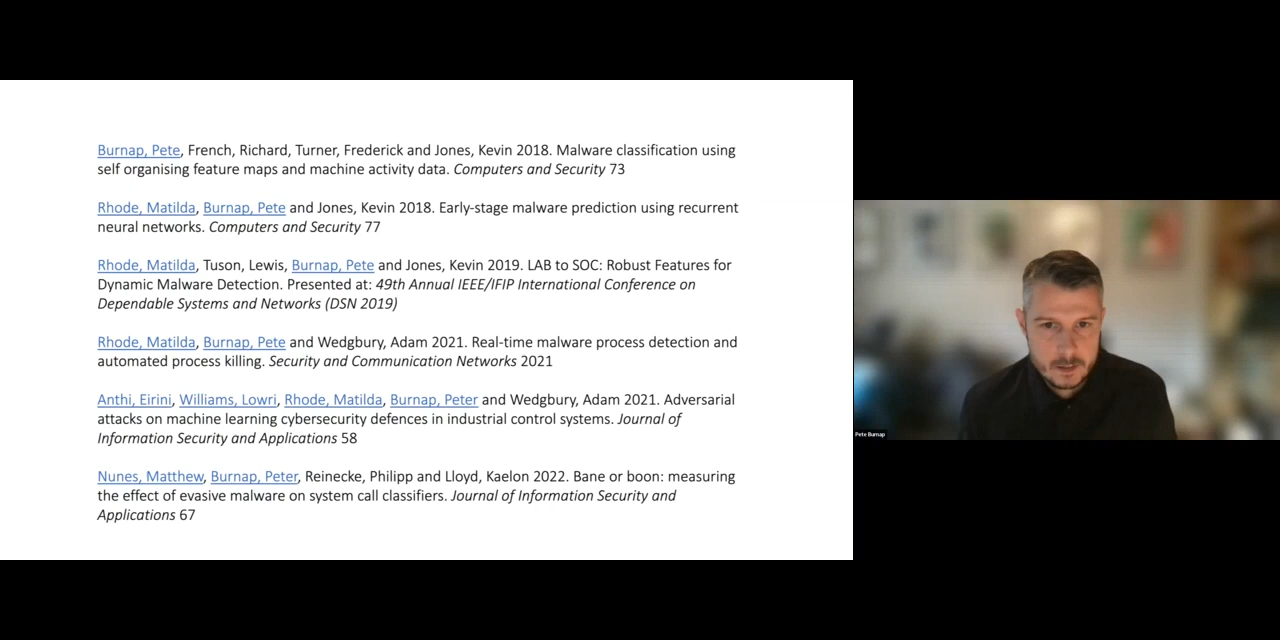 Burnap, Pete, French, Richard, Turner, Frederick and Jones, Kevin 2018. Malware classification using
self organising feature maps and machine activity data. Computers and Security 73
Rhode, Matilda, Burnap, Pete and Jones, Kevin 2018. Early-stage malware prediction using recurrent
neural networks. Computers and Security 77
Rhode, Matilda, Tuson, Lewis, Burnap, Pete and Jones, Kevin 2019. LAB to SOC: Robust Features for
Dynamic Malware Detection. Presented at: 49th Annual IEEE/IFIP International Conference on
Dependable Systems and Networks (DSN 2019)
Rhode, Matilda, Burnap, Pete and Wedgbury, Adam 2021. Real-time malware process detection and
automated process killing. Security and Communication Networks 2021
Anthi, Eirini, Williams, Lowri, Rhode, Matilda, Burnap, Peter and Wedgbury, Adam 2021. Adversarial
attacks on machine learning cybersecurity defences in industrial control systems. Journal of
Information Security and Applications 58
Nunes, Matthew, Burnap, Peter, Reinecke, Philipp and Lloyd, Kaelon 2022. Bane or boon: measuring
the effect of evasive malware on system call classifiers. Journal of Information Security and
Applications 67
Pete Burnap